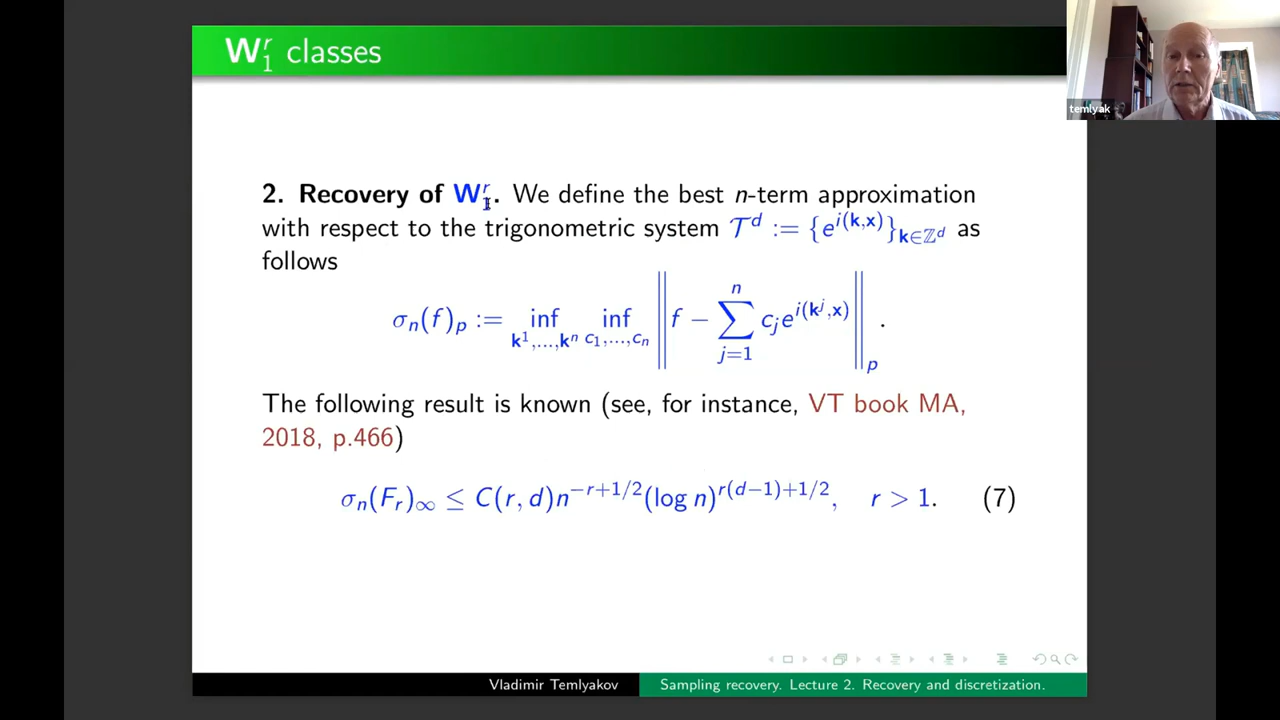 W^r_1 classes
temlyak
2. Recovery of W^r_1. We define the best n-term approximation
with respect to the trigonometric system 𝒯^d := {e^{i(k,x)}}_{k∈ℤ^d} as
follows
σ_n(f)_p := inf_{k^1,...,k^n} inf_{c_1,...,c_n} ‖f − ∑_{j=1}^{n} c_j e^{i(k^j,x)}‖_p .
The following result is known (see, for instance, VT book MA,
2018, p.466)
σ_n(F_r)_∞ ≤ C(r, d)n^{−r+1/2}(log n)^{r(d−1)+1/2}, r > 1. (7)
Vladimir Temlyakov Sampling recovery. Lecture 2. Recovery and discretization.